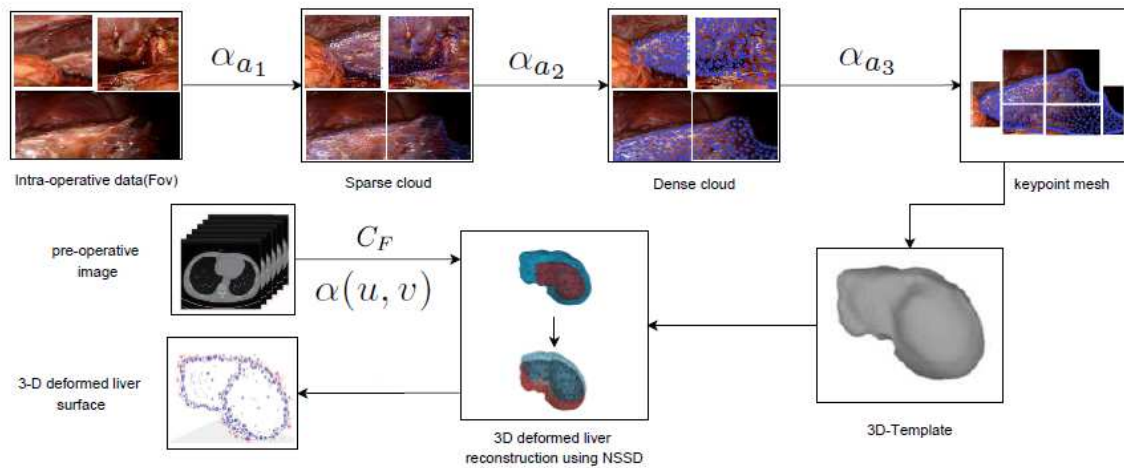 α_{a_1}
α_{a_2}
α_{a_3}
Intra-operative data(Fov)
Sparse cloud
Dense cloud
keypoint mesh
pre-operative
image
C_F
α(u, v)
3-D deformed liver
surface
3D deformed liver
reconstruction using NSSD
3D-Template